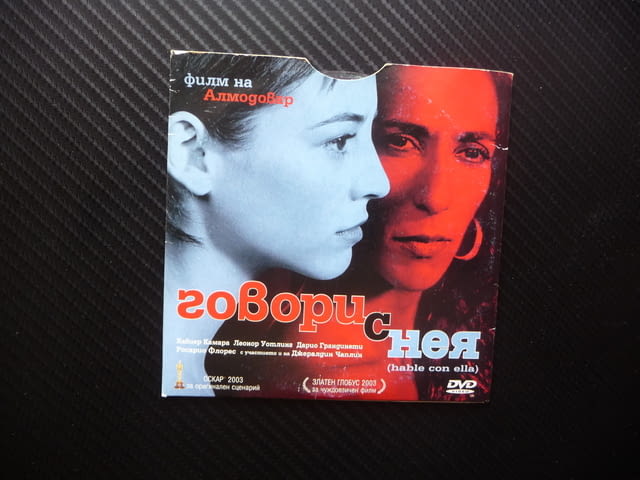 филм на
Алмодовар
говори
с
нея
(hable con ella)
Хавиер Камара Леонор Уотлинг Дарио Грандинети
Росарио Флорес с участието и на Джералдин Чаплин
ОСКАР 2003
за оригинален сценарий
ЗЛАТЕН ГЛОБУС 2003
за чуждоезичен филм
DVD
VIDEO